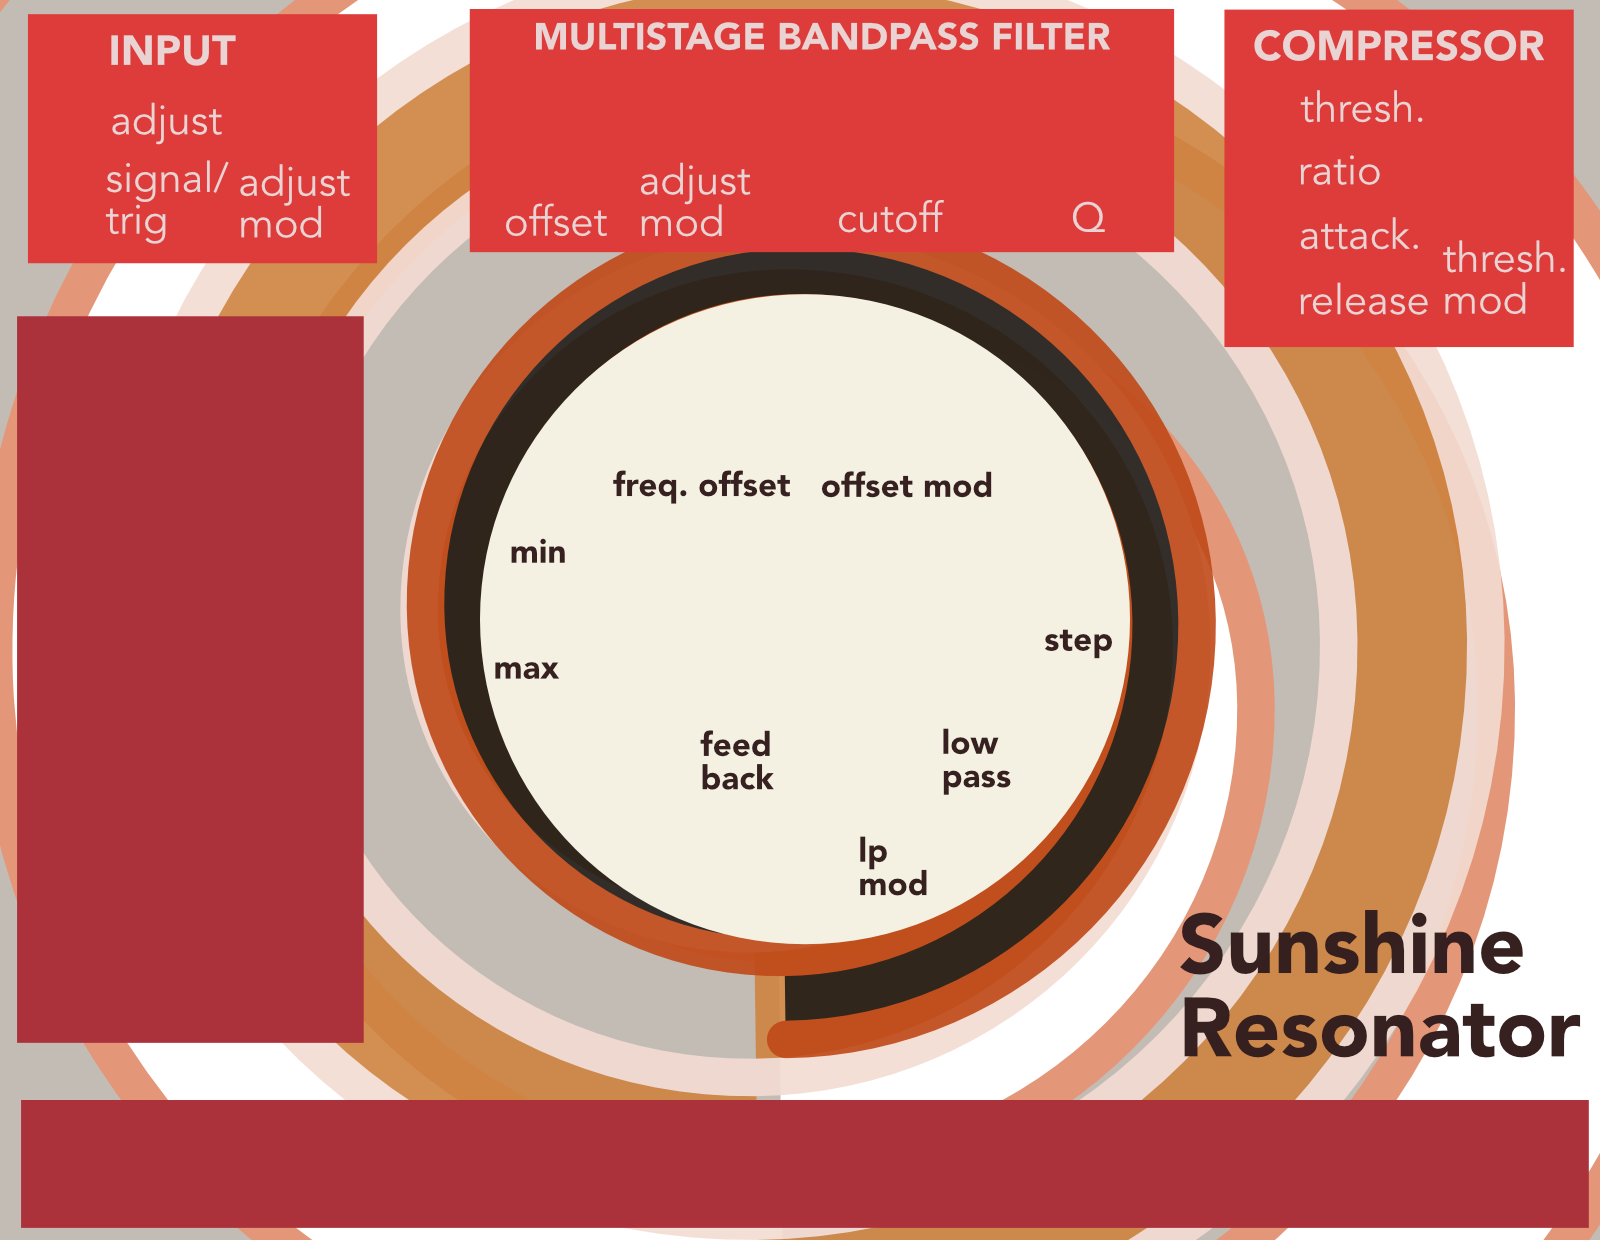 INPUT
adjust
signal/
trig
adjust
mod
MULTISTAGE BANDPASS FILTER
offset
adjust
mod
cutoff
Q
COMPRESSOR
thresh.
ratio
attack.
release
thresh.
mod
freq. offset
offset mod
min
max
step
feed
back
low
pass
lp
mod
Sunshine
Resonator